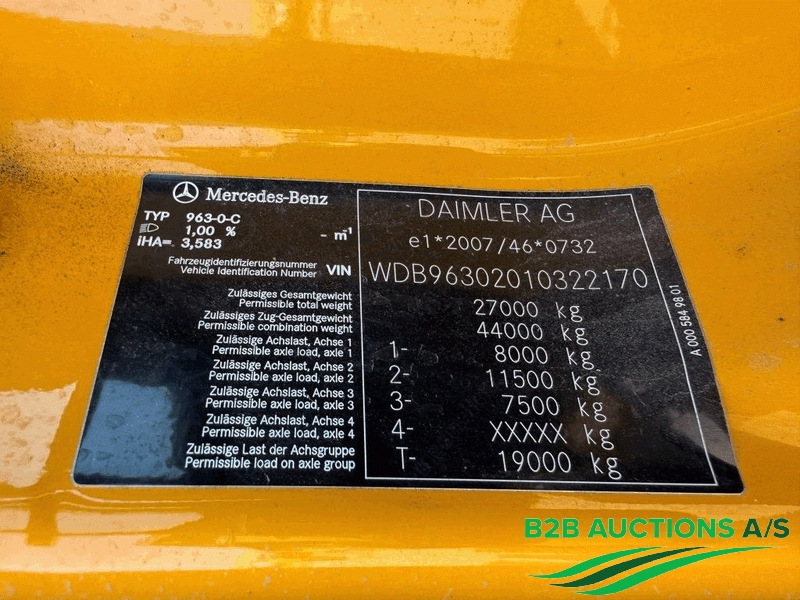 Mercedes-Benz
TYP 963-0-C
1,00 % - m-1
iHA= 3,583
Fahrzeugidentifizierungsnummer
Vehicle Identification Number VIN
Zulässiges Gesamtgewicht
Permissible total weight
Zulässiges Zug-Gesamtgewicht
Permissible combination weight
Zulässige Achslast, Achse 1
Permissible axle load, axle 1
Zulässige Achslast, Achse 2
Permissible axle load, axle 2
Zulässige Achslast, Achse 3
Permissible axle load, axle 3
Zulässige Achslast, Achse 4
Permissible axle load, axle 4
Zulässige Last der Achsgruppe
Permissible load on axle group
DAIMLER AG
e1*2007/46*0732
WDB96302010322170
27000 kg
44000 kg
1- 8000 kg
2- 11500 kg
3- 7500 kg
4- XXXXX kg
T- 19000 kg
A 000 584 98 01
B2B AUCTIONS A/S